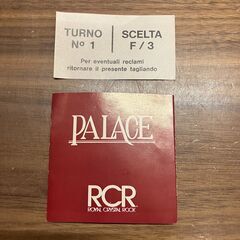 TURNO
Nº 1
SCELTA
F/3
Per eventuali reclami
ritornare il presente tagliando
PALACE
RCR
ROYAL CRYSTAL ROCK